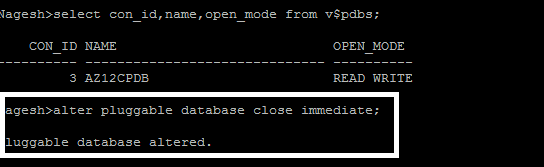 Nagesh>select con_id,name,open_mode from v$pdbs;
CON_ID NAME OPEN_MODE
---------- ------------------------------ ----------
3 AZ12CPDB READ WRITE
agesh>alter pluggable database close immediate;
luggable database altered.